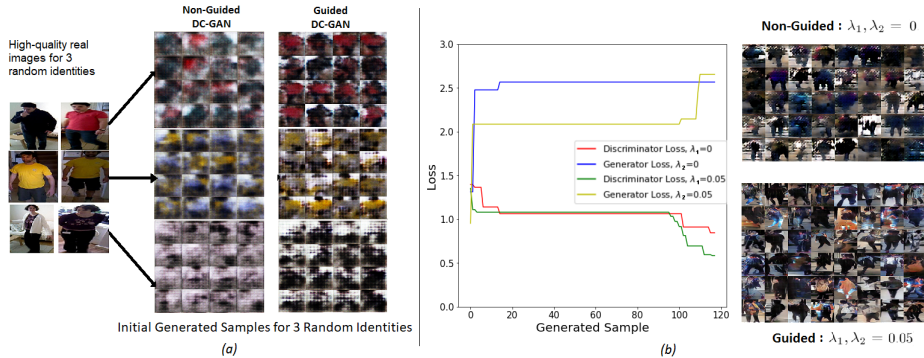 Non-Guided
DC-GAN
Guided
DC-GAN
High-quality real
images for 3
random identities
Initial Generated Samples for 3 Random Identities
(a)
Non-Guided : λ₁, λ₂ = 0
3.0
2.5
2.0
1.5
1.0
0.5
0.0
Loss
0 20 40 60 80 100 120
Generated Sample
Discriminator Loss, λ₁=0
Generator Loss, λ₂=0
Discriminator Loss, λ₁=0.05
Generator Loss, λ₂=0.05
(b)
Guided : λ₁, λ₂ = 0.05